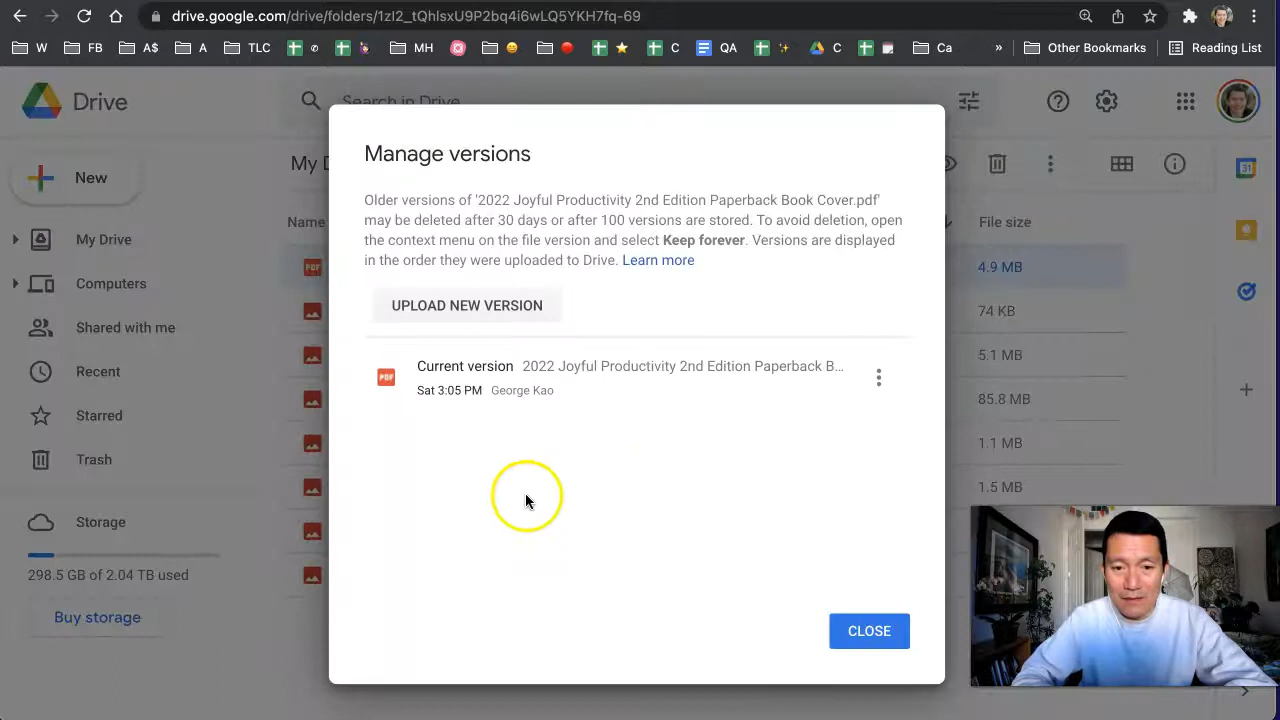 drive.google.com/drive/folders/1zI2_tQhlsxU9P2bq4i6wLQ5YKH7fq-69
W FB A$ A TLC MH C QA C Ca » Other Bookmarks Reading List
Drive
Search in Drive
New
My D
Name
File size
My Drive
Computers
Shared with me
Recent
Starred
Trash
Storage
298.5 GB of 2.04 TB used
Buy storage
Manage versions
Older versions of '2022 Joyful Productivity 2nd Edition Paperback Book Cover.pdf'
may be deleted after 30 days or after 100 versions are stored. To avoid deletion, open
the context menu on the file version and select Keep forever. Versions are displayed
in the order they were uploaded to Drive. Learn more
UPLOAD NEW VERSION
PDF
Current version 2022 Joyful Productivity 2nd Edition Paperback B...
Sat 3:05 PM George Kao
CLOSE
PDF
4.9 MB
74 KB
5.1 MB
85.8 MB
1.1 MB
1.5 MB
31